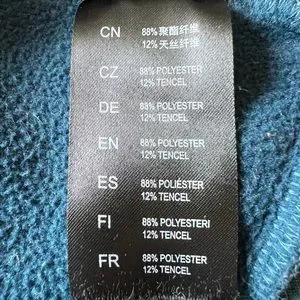 CN 88% 聚酯纤维
12% 天丝纤维
CZ 88% POLYESTER
12% TENCEL
DE 88% POLYESTER
12% TENCEL
EN 88% POLYESTER
12% TENCEL
ES 88% POLIÉSTER
12% TENCEL
FI 86% POLYESTERI
12% TENCEL
FR 88% POLYESTER
12% TENCEL